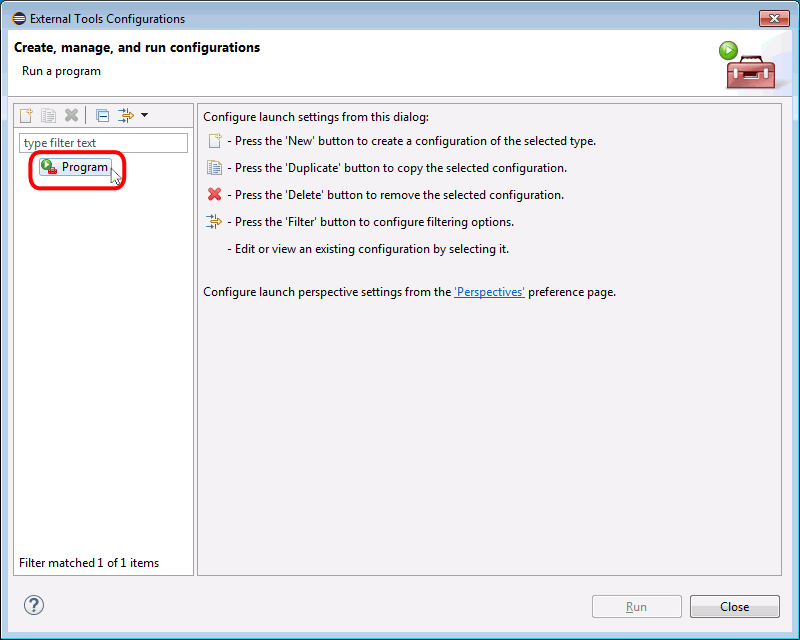 External Tools Configurations
Create, manage, and run configurations
Run a program
type filter text
Program
Filter matched 1 of 1 items
Configure launch settings from this dialog:
- Press the 'New' button to create a configuration of the selected type.
- Press the 'Duplicate' button to copy the selected configuration.
- Press the 'Delete' button to remove the selected configuration.
- Press the 'Filter' button to configure filtering options.
- Edit or view an existing configuration by selecting it.
Configure launch perspective settings from the 'Perspectives' preference page.
?
Run
Close